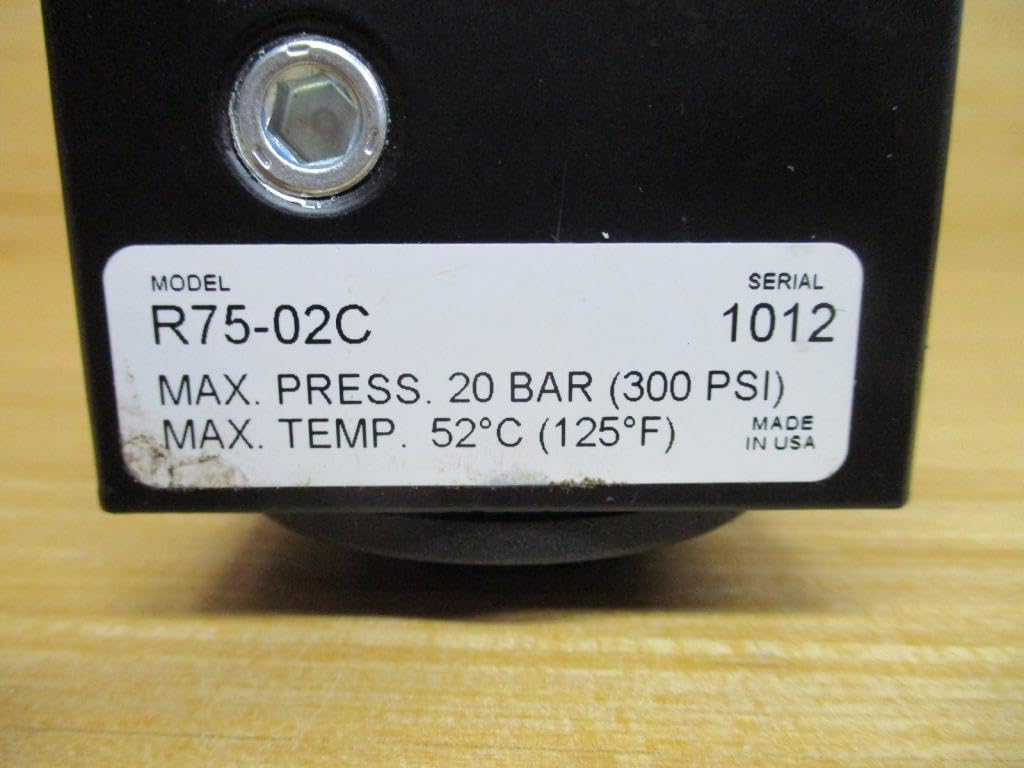 MODEL SERIAL
R75-02C 1012
MAX. PRESS. 20 BAR (300 PSI)
MAX. TEMP. 52°C (125°F) MADE
IN USA